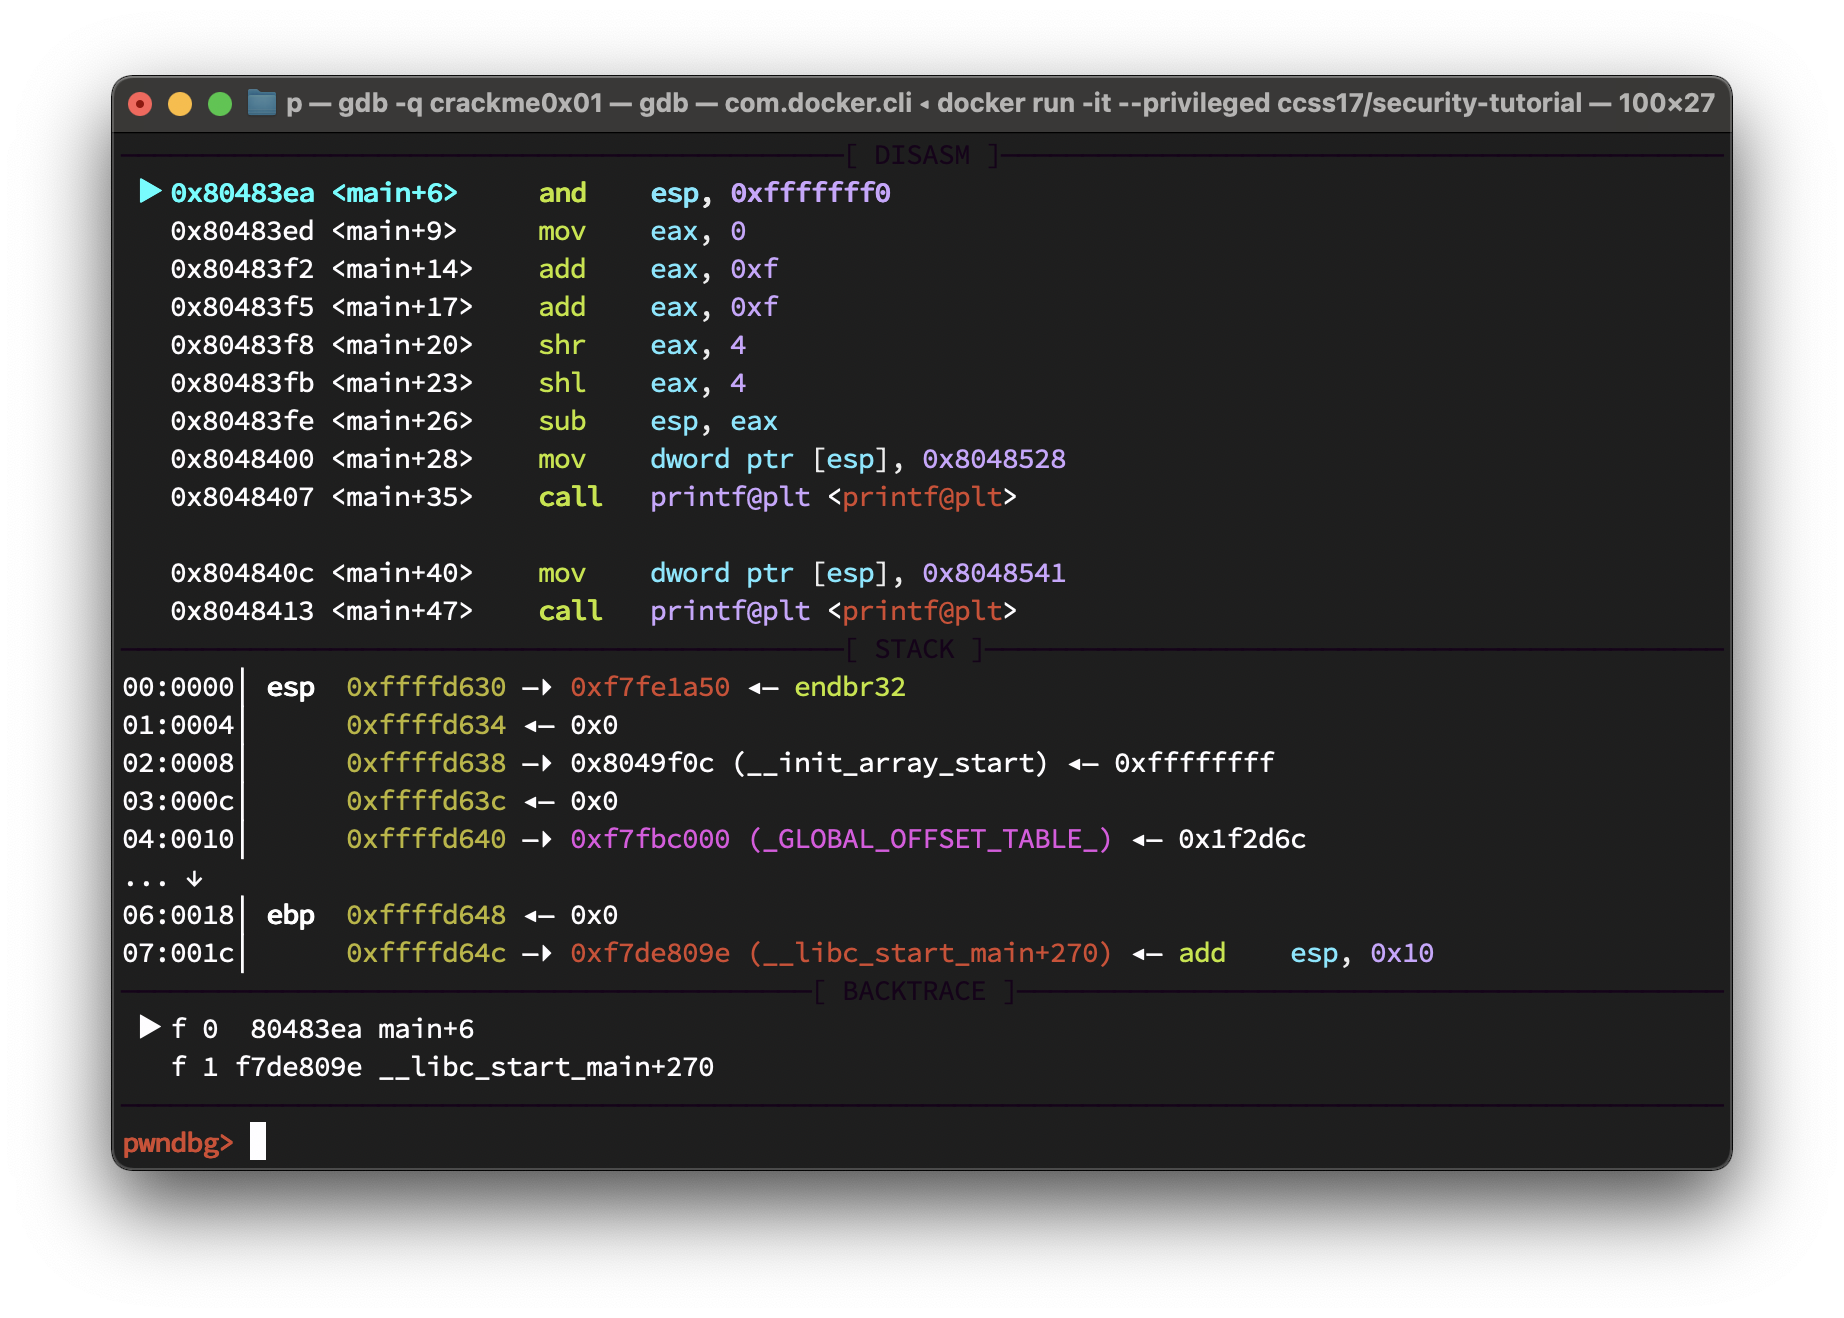 p — gdb -q crackme0x01 — gdb — com.docker.cli ◂ docker run -it --privileged ccss17/security-tutorial — 100×27
[ DISASM ]
► 0x80483ea <main+6> and esp, 0xfffffff0
0x80483ed <main+9> mov eax, 0
0x80483f2 <main+14> add eax, 0xf
0x80483f5 <main+17> add eax, 0xf
0x80483f8 <main+20> shr eax, 4
0x80483fb <main+23> shl eax, 4
0x80483fe <main+26> sub esp, eax
0x8048400 <main+28> mov dword ptr [esp], 0x8048528
0x8048407 <main+35> call printf@plt <printf@plt>
0x804840c <main+40> mov dword ptr [esp], 0x8048541
0x8048413 <main+47> call printf@plt <printf@plt>
[ STACK ]
00:0000│ esp 0xffffd630 —▸ 0xf7fe1a50 ◂— endbr32
01:0004│ 0xffffd634 ◂— 0x0
02:0008│ 0xffffd638 —▸ 0x8049f0c (__init_array_start) ◂— 0xffffffff
03:000c│ 0xffffd63c ◂— 0x0
04:0010│ 0xffffd640 —▸ 0xf7fbc000 (_GLOBAL_OFFSET_TABLE_) ◂— 0x1f2d6c
... ↓
06:0018│ ebp 0xffffd648 ◂— 0x0
07:001c│ 0xffffd64c —▸ 0xf7de809e (__libc_start_main+270) ◂— add esp, 0x10
[ BACKTRACE ]
► f 0 80483ea main+6
f 1 f7de809e __libc_start_main+270
pwndbg>